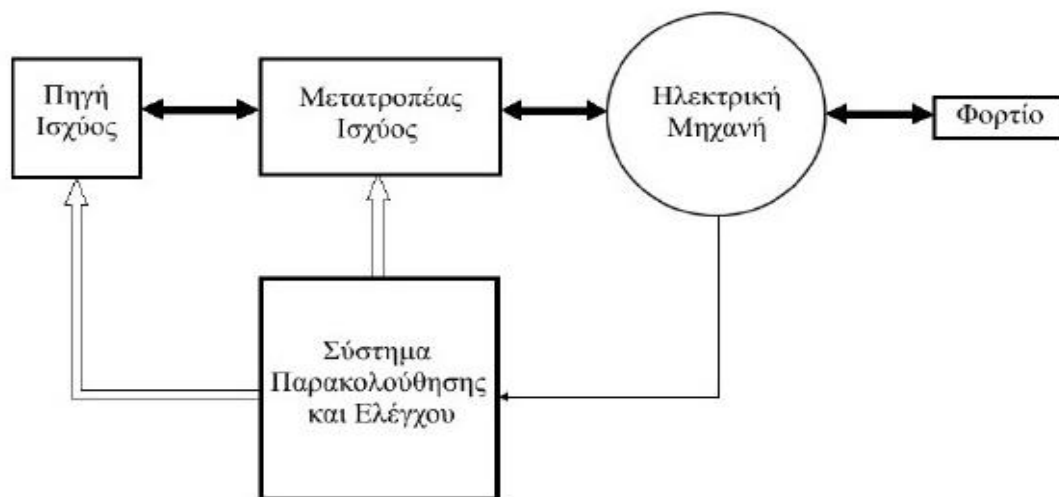 Πηγή
Ισχύος
Μετατροπέας
Ισχύος
Ηλεκτρική
Μηχανή
Φορτίο
Σύστημα
Παρακολούθησης
και Ελέγχου